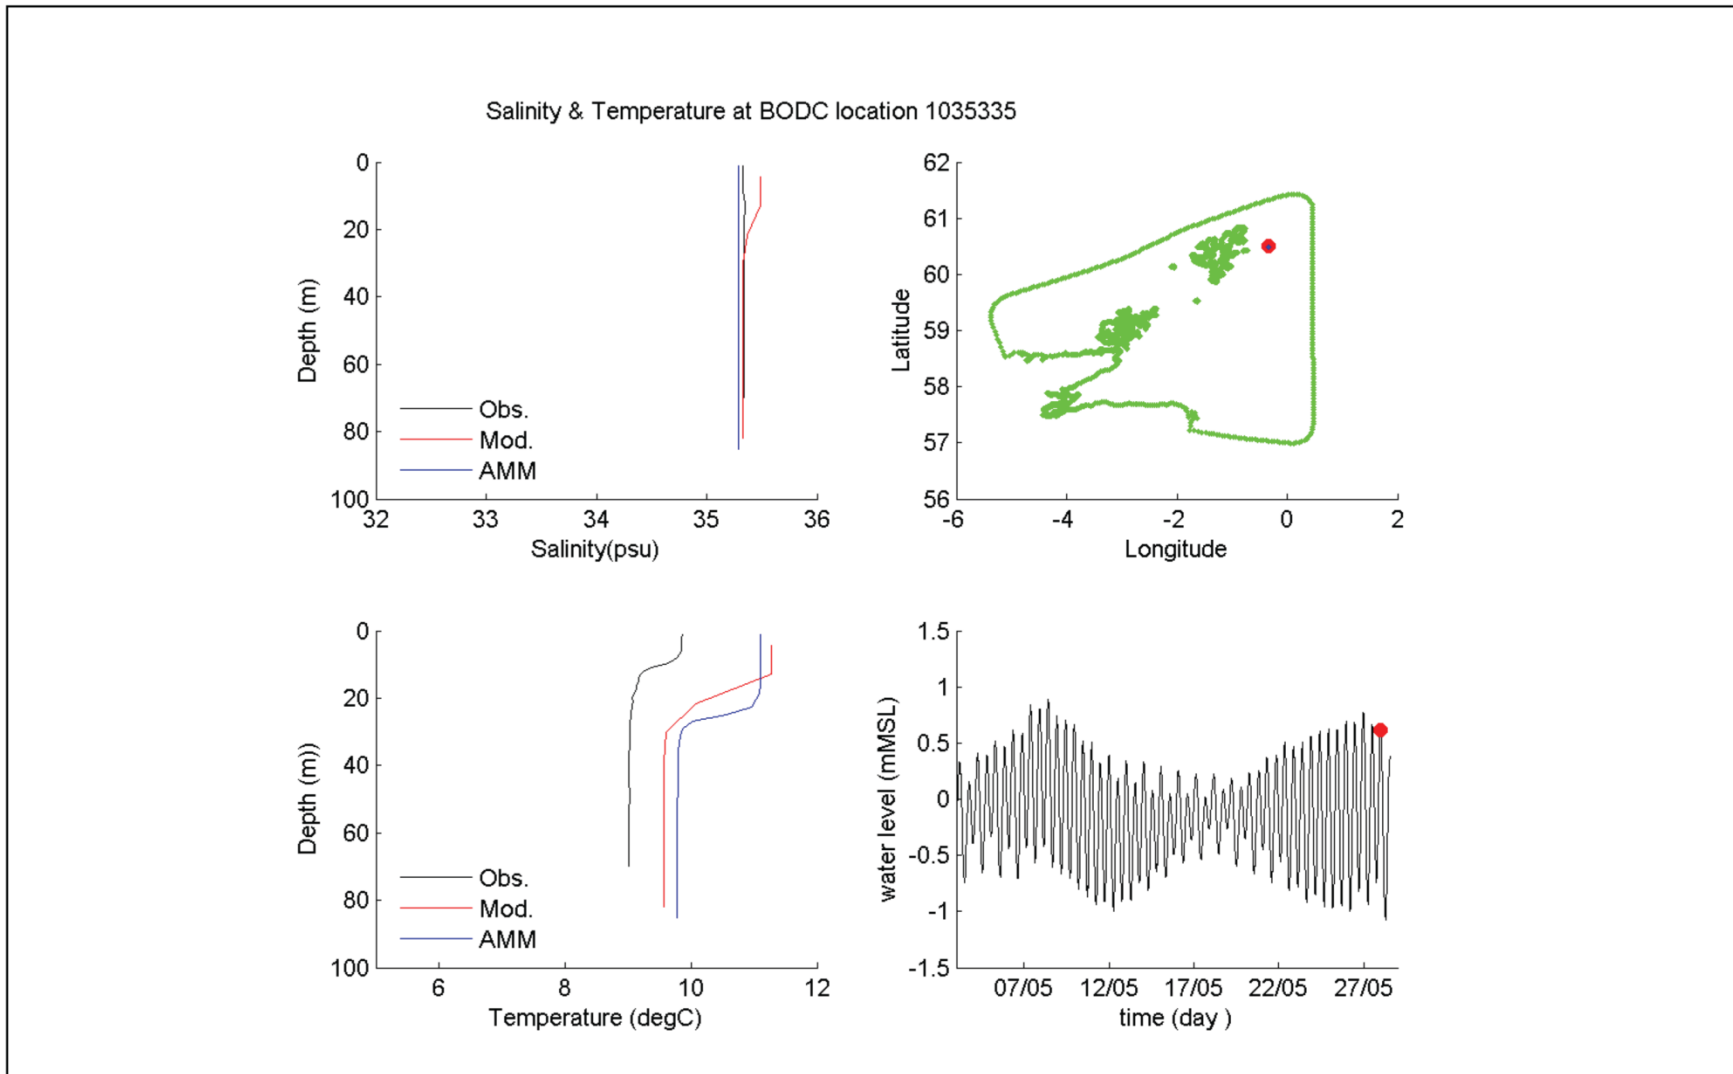 Salinity & Temperature at BODC location 1035335
0
20
40
60
80
100
Depth (m)
Obs.
Mod.
AMM
32 33 34 35 36
Salinity(psu)
62
61
60
59
58
57
56
Latitude
-6 -4 -2 0 2
Longitude
0
20
40
60
80
100
Depth (m))
Obs.
Mod.
AMM
6 8 10 12
Temperature (degC)
1.5
1
0.5
0
-0.5
-1
-1.5
water level (mMSL)
07/05 12/05 17/05 22/05 27/05
time (day )